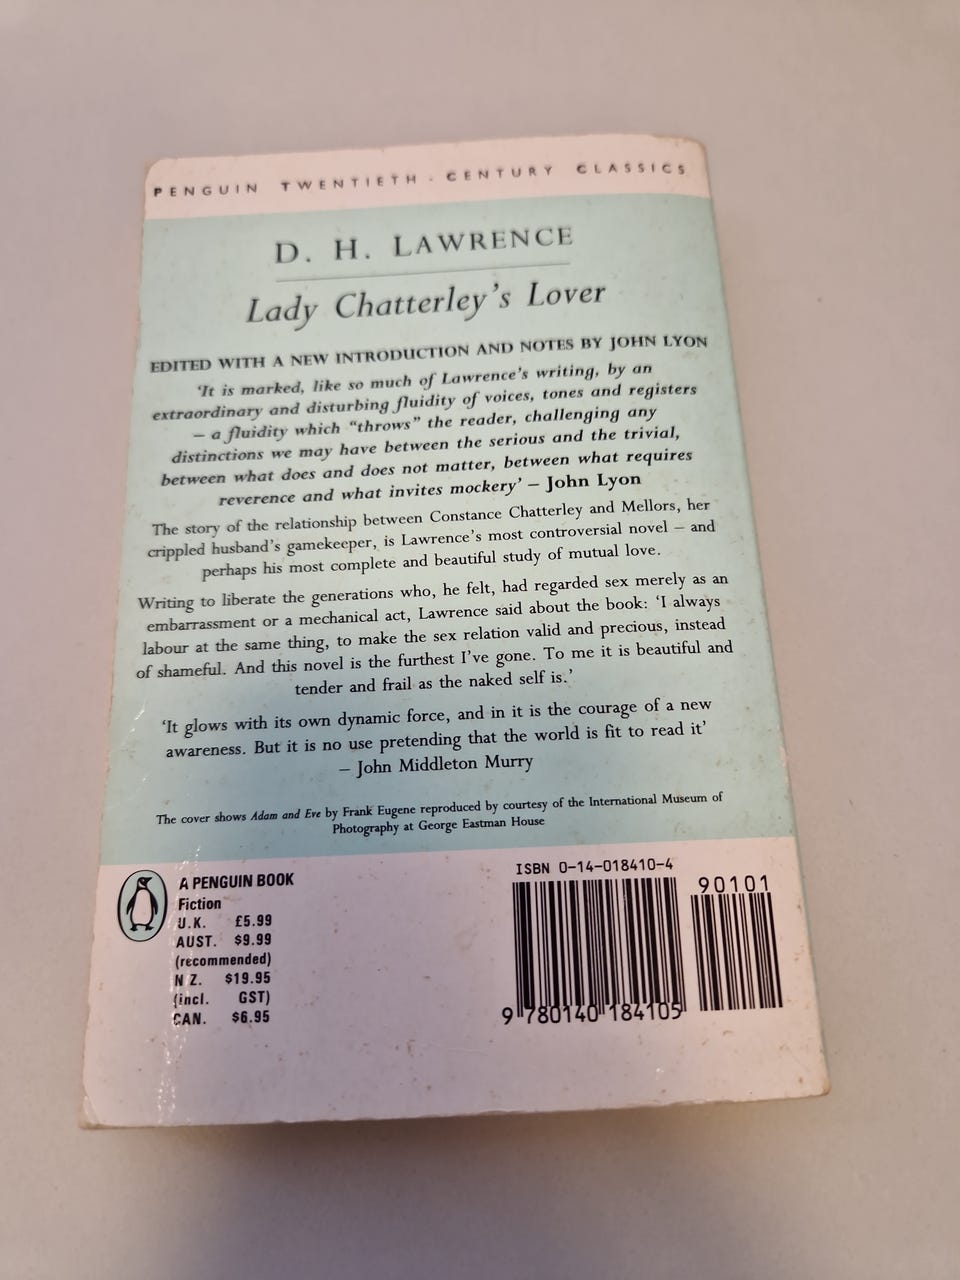 PENGUIN TWENTIETH-CENTURY CLASSICS
D. H. LAWRENCE
Lady Chatterley's Lover
EDITED WITH A NEW INTRODUCTION AND NOTES BY JOHN LYON
'It is marked, like so much of Lawrence's writing, by an
extraordinary and disturbing fluidity of voices, tones and registers
– a fluidity which "throws" the reader, challenging any
distinctions we may have between the serious and the trivial,
between what does and does not matter, between what requires
reverence and what invites mockery' – John Lyon
The story of the relationship between Constance Chatterley and Mellors, her
crippled husband's gamekeeper, is Lawrence's most controversial novel – and
perhaps his most complete and beautiful study of mutual love.
Writing to liberate the generations who, he felt, had regarded sex merely as an
embarrassment or a mechanical act, Lawrence said about the book: 'I always
labour at the same thing, to make the sex relation valid and precious, instead
of shameful. And this novel is the furthest I've gone. To me it is beautiful and
tender and frail as the naked self is.'
'It glows with its own dynamic force, and in it is the courage of a new
awareness. But it is no use pretending that the world is fit to read it'
– John Middleton Murry
The cover shows Adam and Eve by Frank Eugene reproduced by courtesy of the International Museum of
Photography at George Eastman House
A PENGUIN BOOK
Fiction
U.K. £5.99
AUST. $9.99
(recommended)
N Z. $19.95
(incl. GST)
CAN. $6.95
ISBN 0-14-018410-4
90101
9 780140 184105